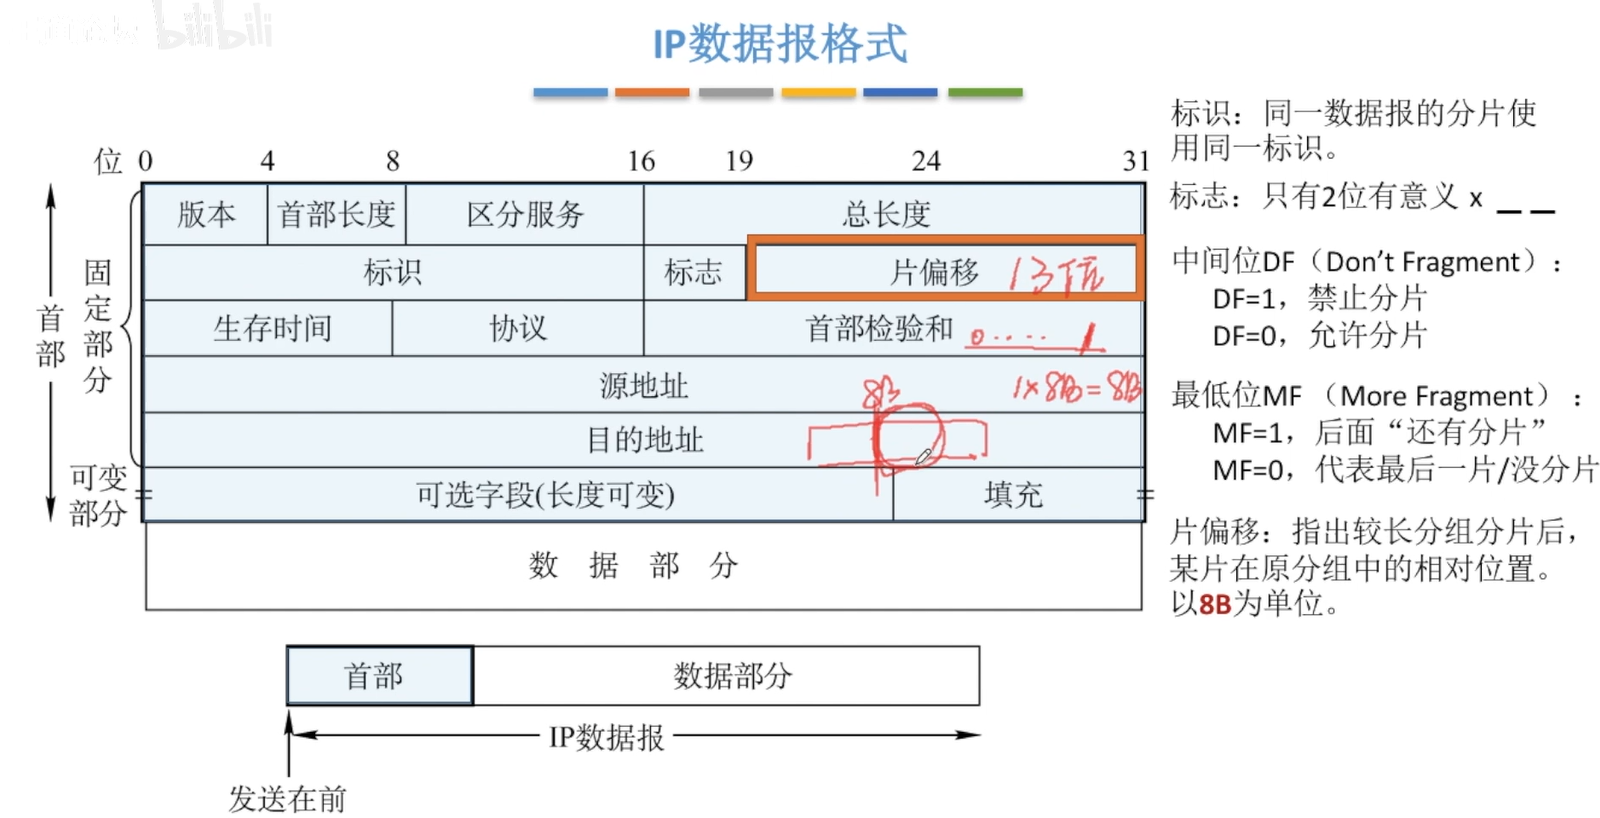 bilibili
IP数据报格式
位 0 4 8 16 19 24 31
版本 首部长度 区分服务 总长度
标识 标志 片偏移 13位
生存时间 协议 首部检验和 0·····1
源地址 8B 1×8B=8B
目的地址
可选字段(长度可变) 填充
数据部分
首部
固定部分
可变部分
首部 数据部分
IP数据报
发送在前
标识：同一数据报的分片使
用同一标识。
标志：只有2位有意义 x _ _
中间位DF（Don't Fragment）:
DF=1，禁止分片
DF=0，允许分片
最低位MF （More Fragment）:
MF=1，后面“还有分片”
MF=0，代表最后一片/没分片
片偏移：指出较长分组分片后，
某片在原分组中的相对位置。
以8B为单位。